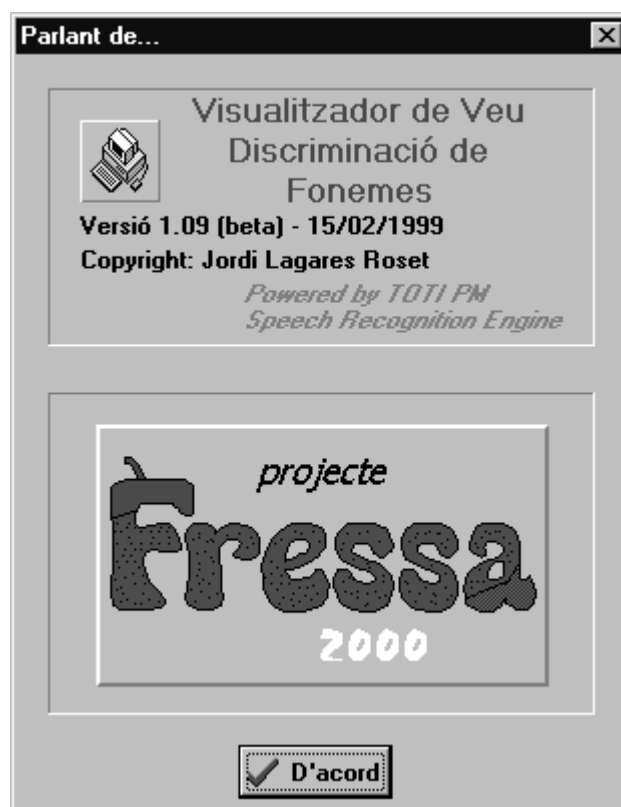 Parlant de...
Visualitzador de Veu
Discriminació de
Fonemes
Versió 1.09 (beta) - 15/02/1999
Copyright: Jordi Lagares Roset
Powered by TOTI PM
Speech Recognition Engine
projecte
Fressa
2000
D'acord